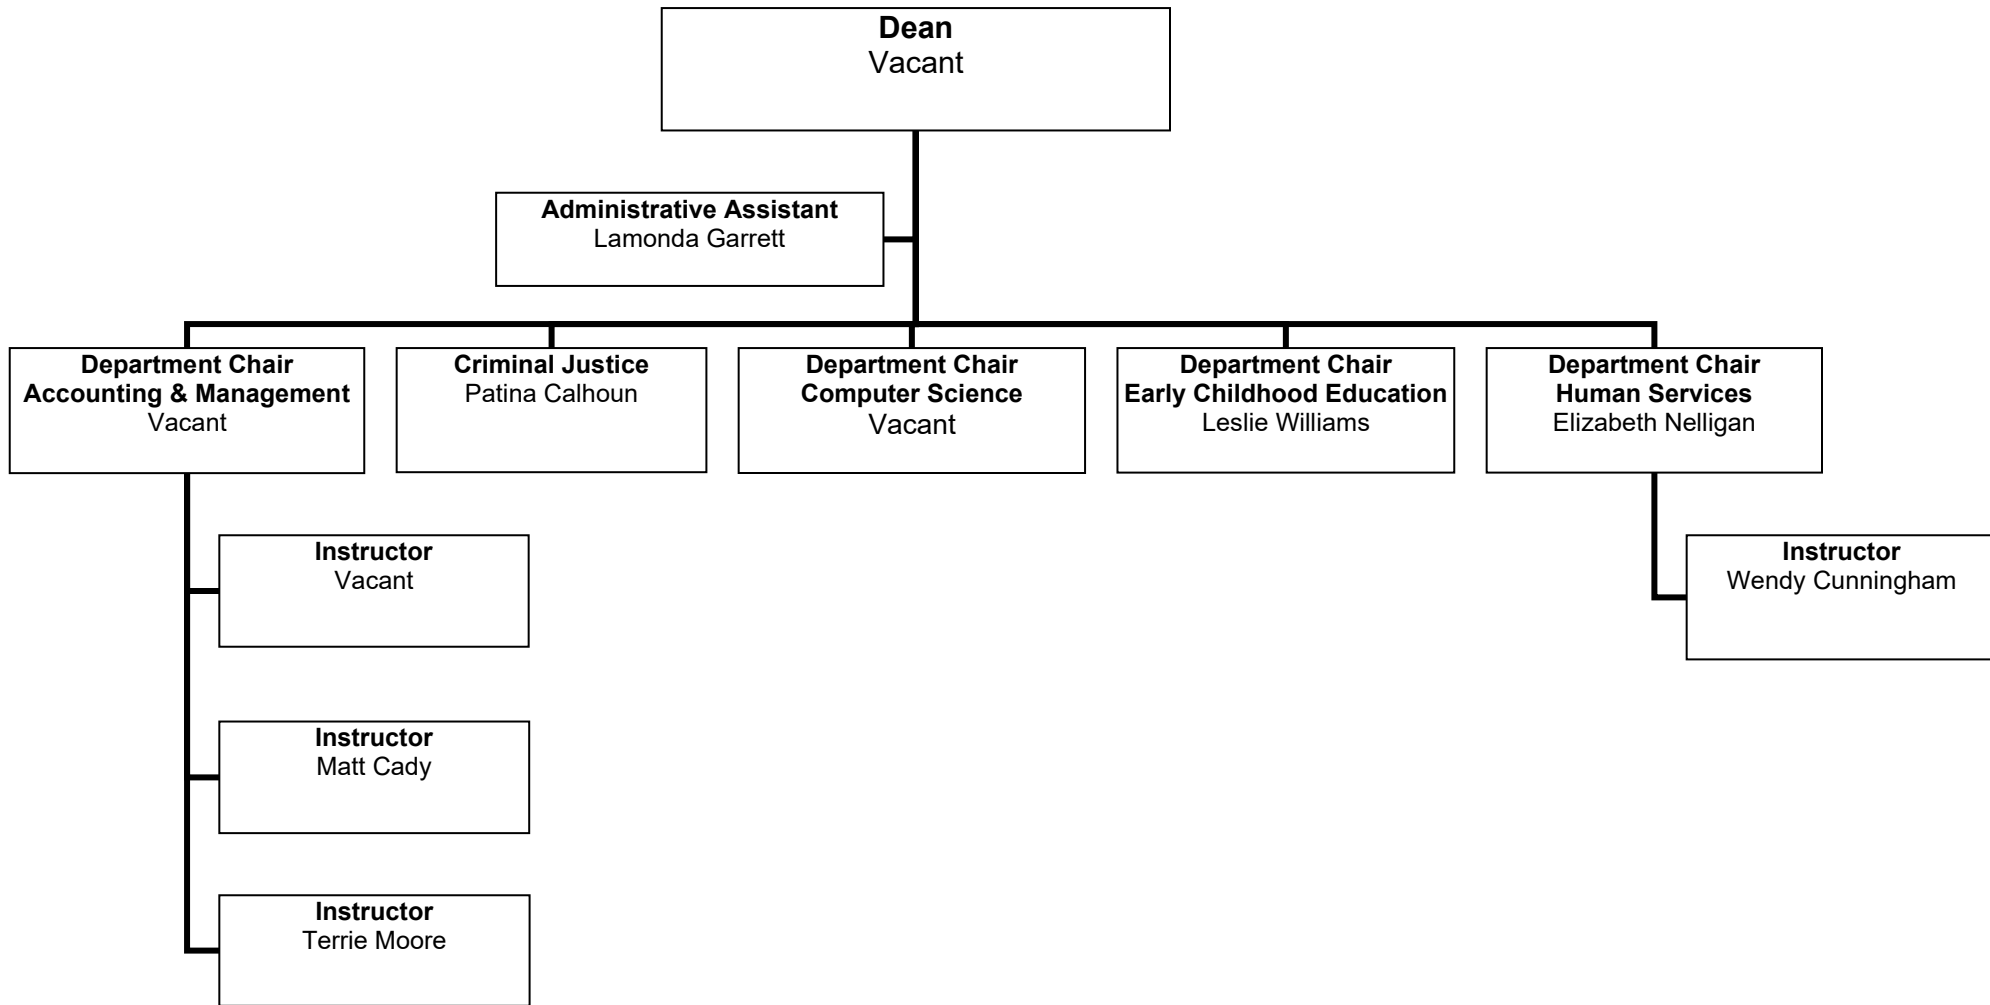 Dean
Vacant
Administrative Assistant
Lamonda Garrett
Department Chair
Accounting & Management
Vacant
Criminal Justice
Patina Calhoun
Department Chair
Computer Science
Vacant
Department Chair
Early Childhood Education
Leslie Williams
Department Chair
Human Services
Elizabeth Nelligan
Instructor
Vacant
Instructor
Wendy Cunningham
Instructor
Matt Cady
Instructor
Terrie Moore